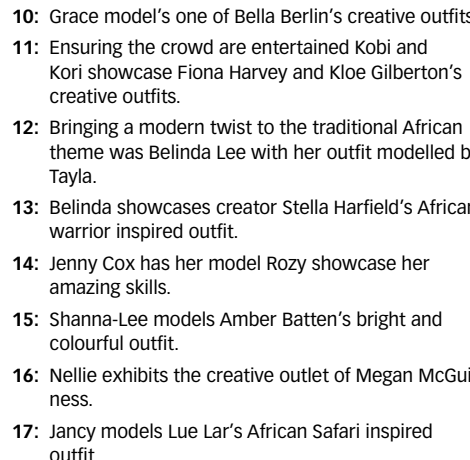 10: Grace model's one of Bella Berlin's creative outfits
11: Ensuring the crowd are entertained Kobi and
Kori showcase Fiona Harvey and Kloe Gilberton's
creative outfits.
12: Bringing a modern twist to the traditional African
theme was Belinda Lee with her outfit modelled b
Tayla.
13: Belinda showcases creator Stella Harfield's African
warrior inspired outfit.
14: Jenny Cox has her model Rozy showcase her
amazing skills.
15: Shanna-Lee models Amber Batten's bright and
colourful outfit.
16: Nellie exhibits the creative outlet of Megan McGui
ness.
17: Jancy models Lue Lar's African Safari inspired
outfit